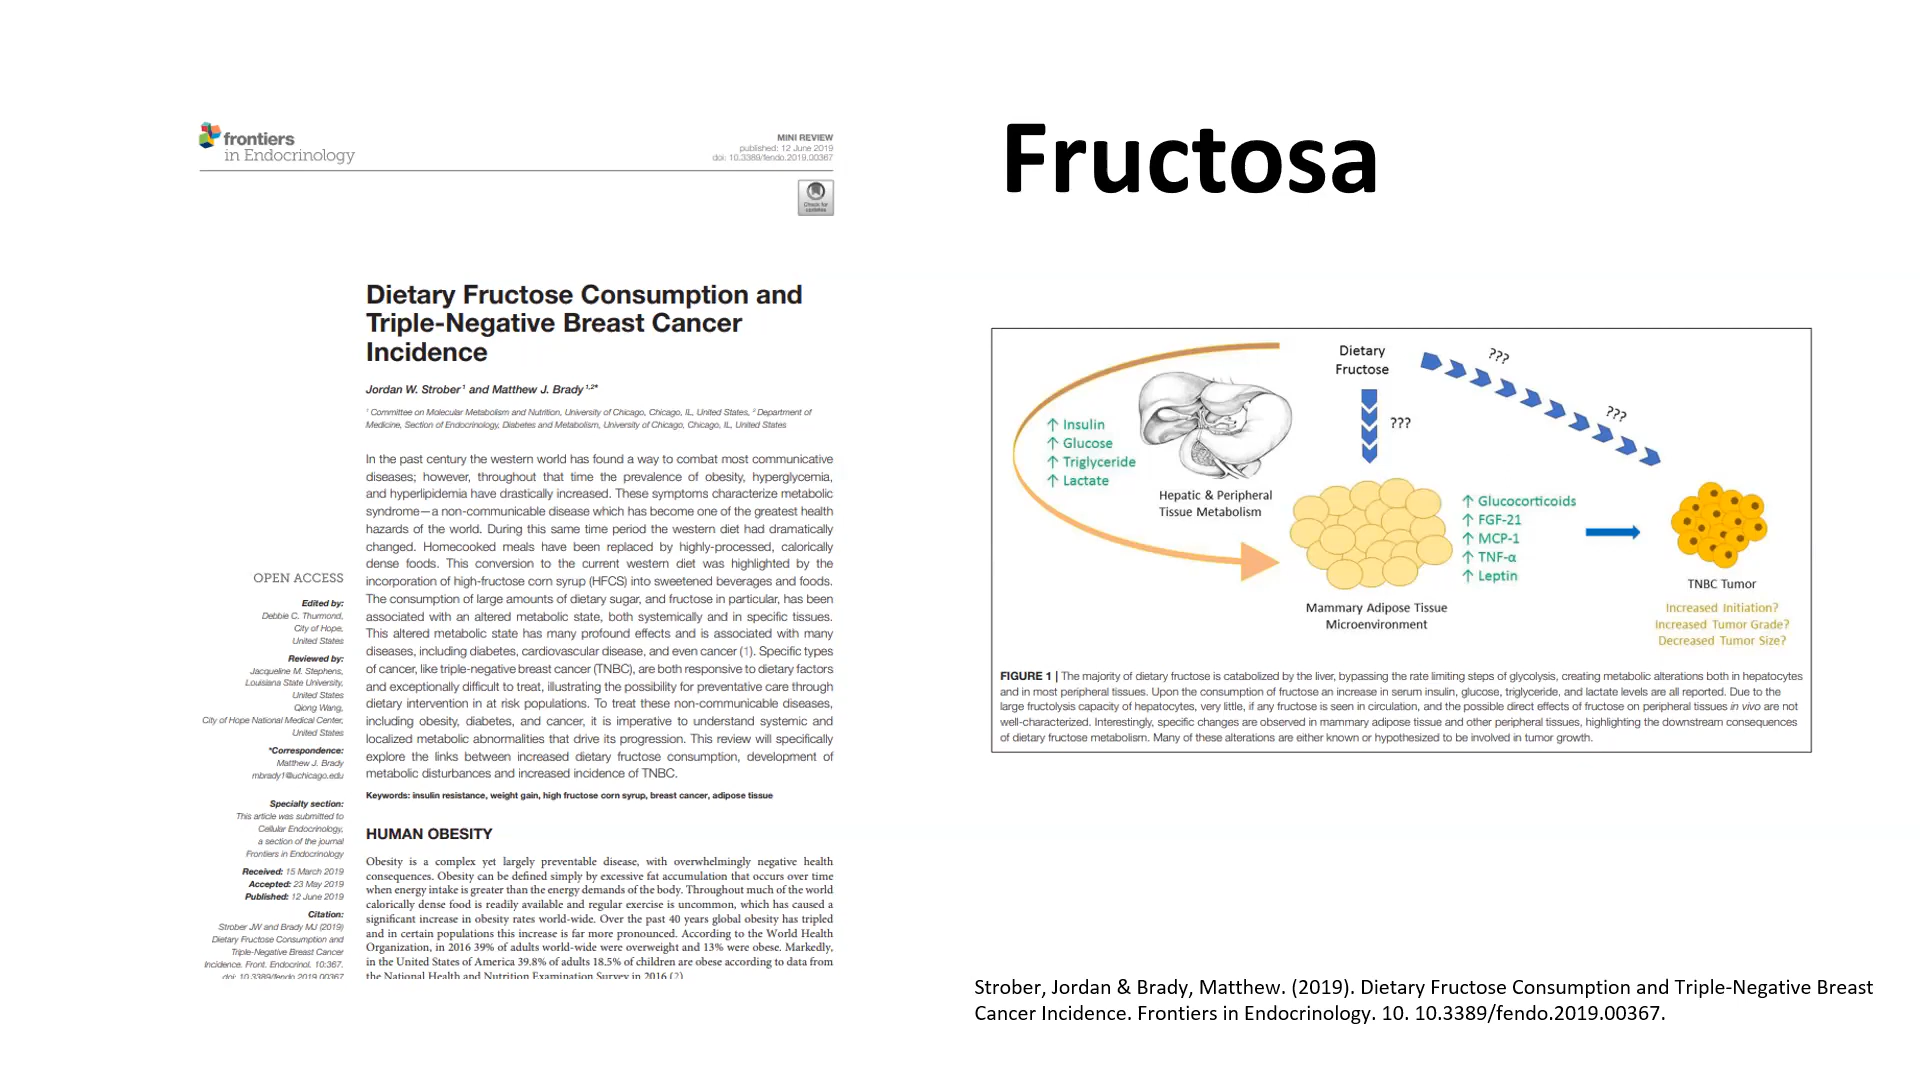 frontiers
in Endocrinology
MINI REVIEW
published: 12 June 2019
doi: 10.3389/fendo.2019.00367
Check for
updates
Dietary Fructose Consumption and
Triple-Negative Breast Cancer
Incidence
Jordan W. Strober 1 and Matthew J. Brady 1,2*
1 Committee on Molecular Metabolism and Nutrition, University of Chicago, Chicago, IL, United States, 2 Department of
Medicine, Section of Endocrinology, Diabetes and Metabolism, University of Chicago, Chicago, IL, United States
In the past century the western world has found a way to combat most communicative
diseases; however, throughout that time the prevalence of obesity, hyperglycemia,
and hyperlipidemia have drastically increased. These symptoms characterize metabolic
syndrome—a non-communicable disease which has become one of the greatest health
hazards of the world. During this same time period the western diet had dramatically
changed. Homecooked meals have been replaced by highly-processed, calorically
dense foods. This conversion to the current western diet was highlighted by the
incorporation of high-fructose corn syrup (HFCS) into sweetened beverages and foods.
The consumption of large amounts of dietary sugar, and fructose in particular, has been
associated with an altered metabolic state, both systemically and in specific tissues.
This altered metabolic state has many profound effects and is associated with many
diseases, including diabetes, cardiovascular disease, and even cancer (1). Specific types
of cancer, like triple-negative breast cancer (TNBC), are both responsive to dietary factors
and exceptionally difficult to treat, illustrating the possibility for preventative care through
dietary intervention in at risk populations. To treat these non-communicable diseases,
including obesity, diabetes, and cancer, it is imperative to understand systemic and
localized metabolic abnormalities that drive its progression. This review will specifically
explore the links between increased dietary fructose consumption, development of
metabolic disturbances and increased incidence of TNBC.
Keywords: insulin resistance, weight gain, high fructose corn syrup, breast cancer, adipose tissue
HUMAN OBESITY
Obesity is a complex yet largely preventable disease, with overwhelmingly negative health
consequences. Obesity can be defined simply by excessive fat accumulation that occurs over time
when energy intake is greater than the energy demands of the body. Throughout much of the world
calorically dense food is readily available and regular exercise is uncommon, which has caused a
significant increase in obesity rates world-wide. Over the past 40 years global obesity has tripled
and in certain populations this increase is far more pronounced. According to the World Health
Organization, in 2016 39% of adults world-wide were overweight and 13% were obese. Markedly,
in the United States of America 39.8% of adults 18.5% of children are obese according to data from
the National Health and Nutrition Examination Survey in 2016 (2)
OPEN ACCESS
Edited by:
Debbie C. Thurmond,
City of Hope,
United States
Reviewed by:
Jacqueline M. Stephens,
Louisiana State University,
United States
Qiong Wang,
City of Hope National Medical Center,
United States
*Correspondence:
Matthew J. Brady
mbrady1@uchicago.edu
Specialty section:
This article was submitted to
Cellular Endocrinology,
a section of the journal
Frontiers in Endocrinology
Received: 15 March 2019
Accepted: 23 May 2019
Published: 12 June 2019
Citation:
Strober JW and Brady MJ (2019)
Dietary Fructose Consumption and
Triple-Negative Breast Cancer
Incidence. Front. Endocrinol. 10:367.
doi: 10.3389/fendo.2019.00367
Fructosa
Dietary
Fructose
???
???
???
↑ Insulin
↑ Glucose
↑ Triglyceride
↑ Lactate
Hepatic & Peripheral
Tissue Metabolism
↑ Glucocorticoids
↑ FGF-21
↑ MCP-1
↑ TNF-α
↑ Leptin
Mammary Adipose Tissue
Microenvironment
TNBC Tumor
Increased Initiation?
Increased Tumor Grade?
Decreased Tumor Size?
FIGURE 1 | The majority of dietary fructose is catabolized by the liver, bypassing the rate limiting steps of glycolysis, creating metabolic alterations both in hepatocytes
and in most peripheral tissues. Upon the consumption of fructose an increase in serum insulin, glucose, triglyceride, and lactate levels are all reported. Due to the
large fructolysis capacity of hepatocytes, very little, if any fructose is seen in circulation, and the possible direct effects of fructose on peripheral tissues in vivo are not
well-characterized. Interestingly, specific changes are observed in mammary adipose tissue and other peripheral tissues, highlighting the downstream consequences
of dietary fructose metabolism. Many of these alterations are either known or hypothesized to be involved in tumor growth.
Strober, Jordan & Brady, Matthew. (2019). Dietary Fructose Consumption and Triple-Negative Breast
Cancer Incidence. Frontiers in Endocrinology. 10. 10.3389/fendo.2019.00367.